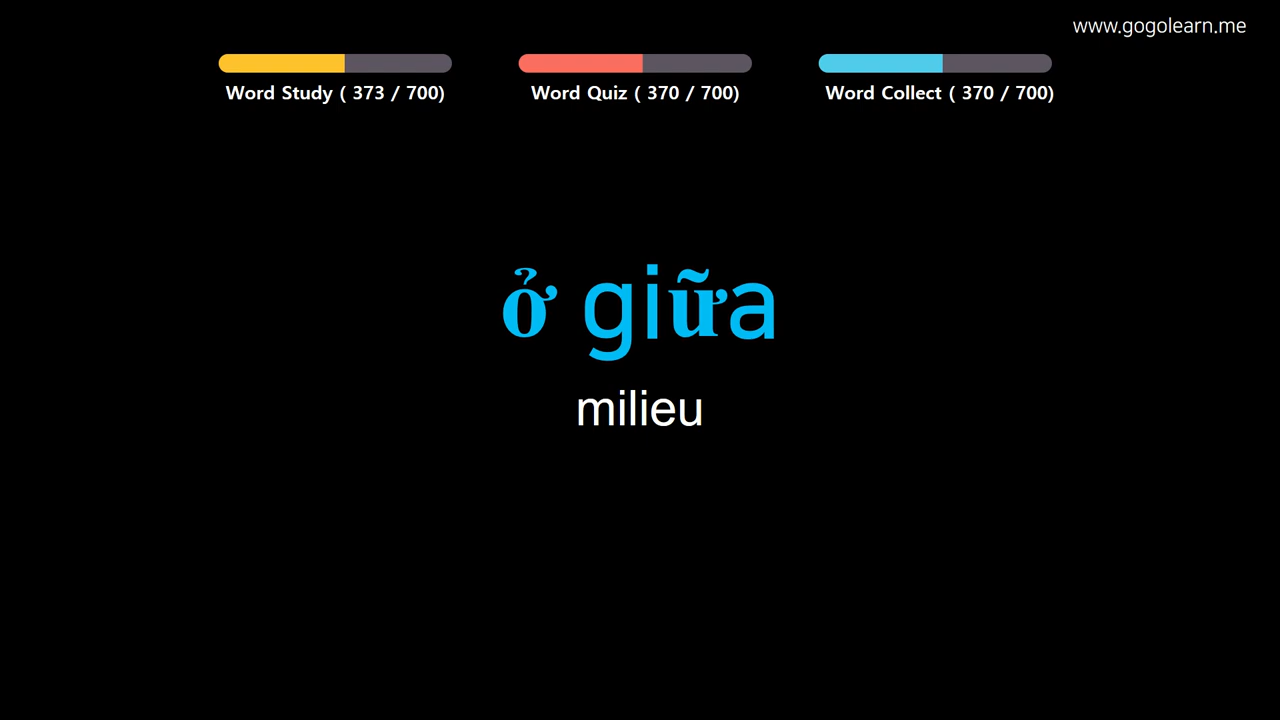 www.gogolearn.me
Word Study ( 373 / 700)
Word Quiz ( 370 / 700)
Word Collect ( 370 / 700)
ở giữa
milieu